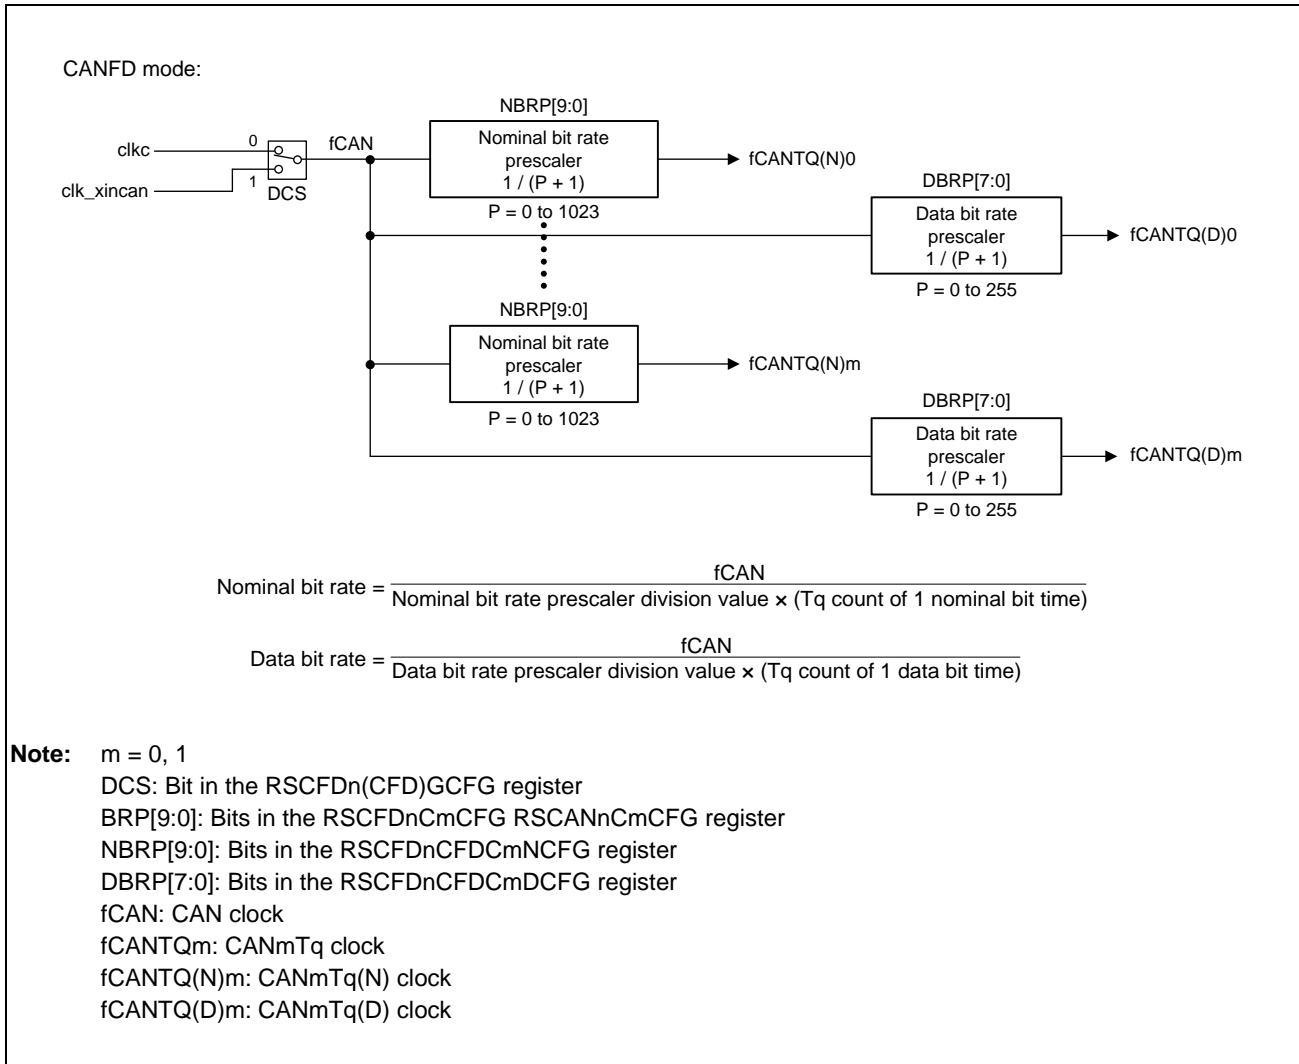 CANFD mode:
NBRP[9:0]
clkc
0
fCAN
Nominal bit rate
prescaler
1 / (P + 1)
fCANTQ(N)0
clk_xincan
1
DCS
P = 0 to 1023
DBRP[7:0]
Data bit rate
prescaler
1 / (P + 1)
fCANTQ(D)0
P = 0 to 255
NBRP[9:0]
Nominal bit rate
prescaler
1 / (P + 1)
fCANTQ(N)m
P = 0 to 1023
DBRP[7:0]
Data bit rate
prescaler
1 / (P + 1)
fCANTQ(D)m
P = 0 to 255
fCAN
Nominal bit rate =
Nominal bit rate prescaler division value × (Tq count of 1 nominal bit time)
fCAN
Data bit rate =
Data bit rate prescaler division value × (Tq count of 1 data bit time)
Note: m = 0, 1
DCS: Bit in the RSCFDn(CFD)GCFG register
BRP[9:0]: Bits in the RSCFDnCmCFG RSCANnCmCFG register
NBRP[9:0]: Bits in the RSCFDnCFDCmNCFG register
DBRP[7:0]: Bits in the RSCFDnCFDCmDCFG register
fCAN: CAN clock
fCANTQm: CANmTq clock
fCANTQ(N)m: CANmTq(N) clock
fCANTQ(D)m: CANmTq(D) clock